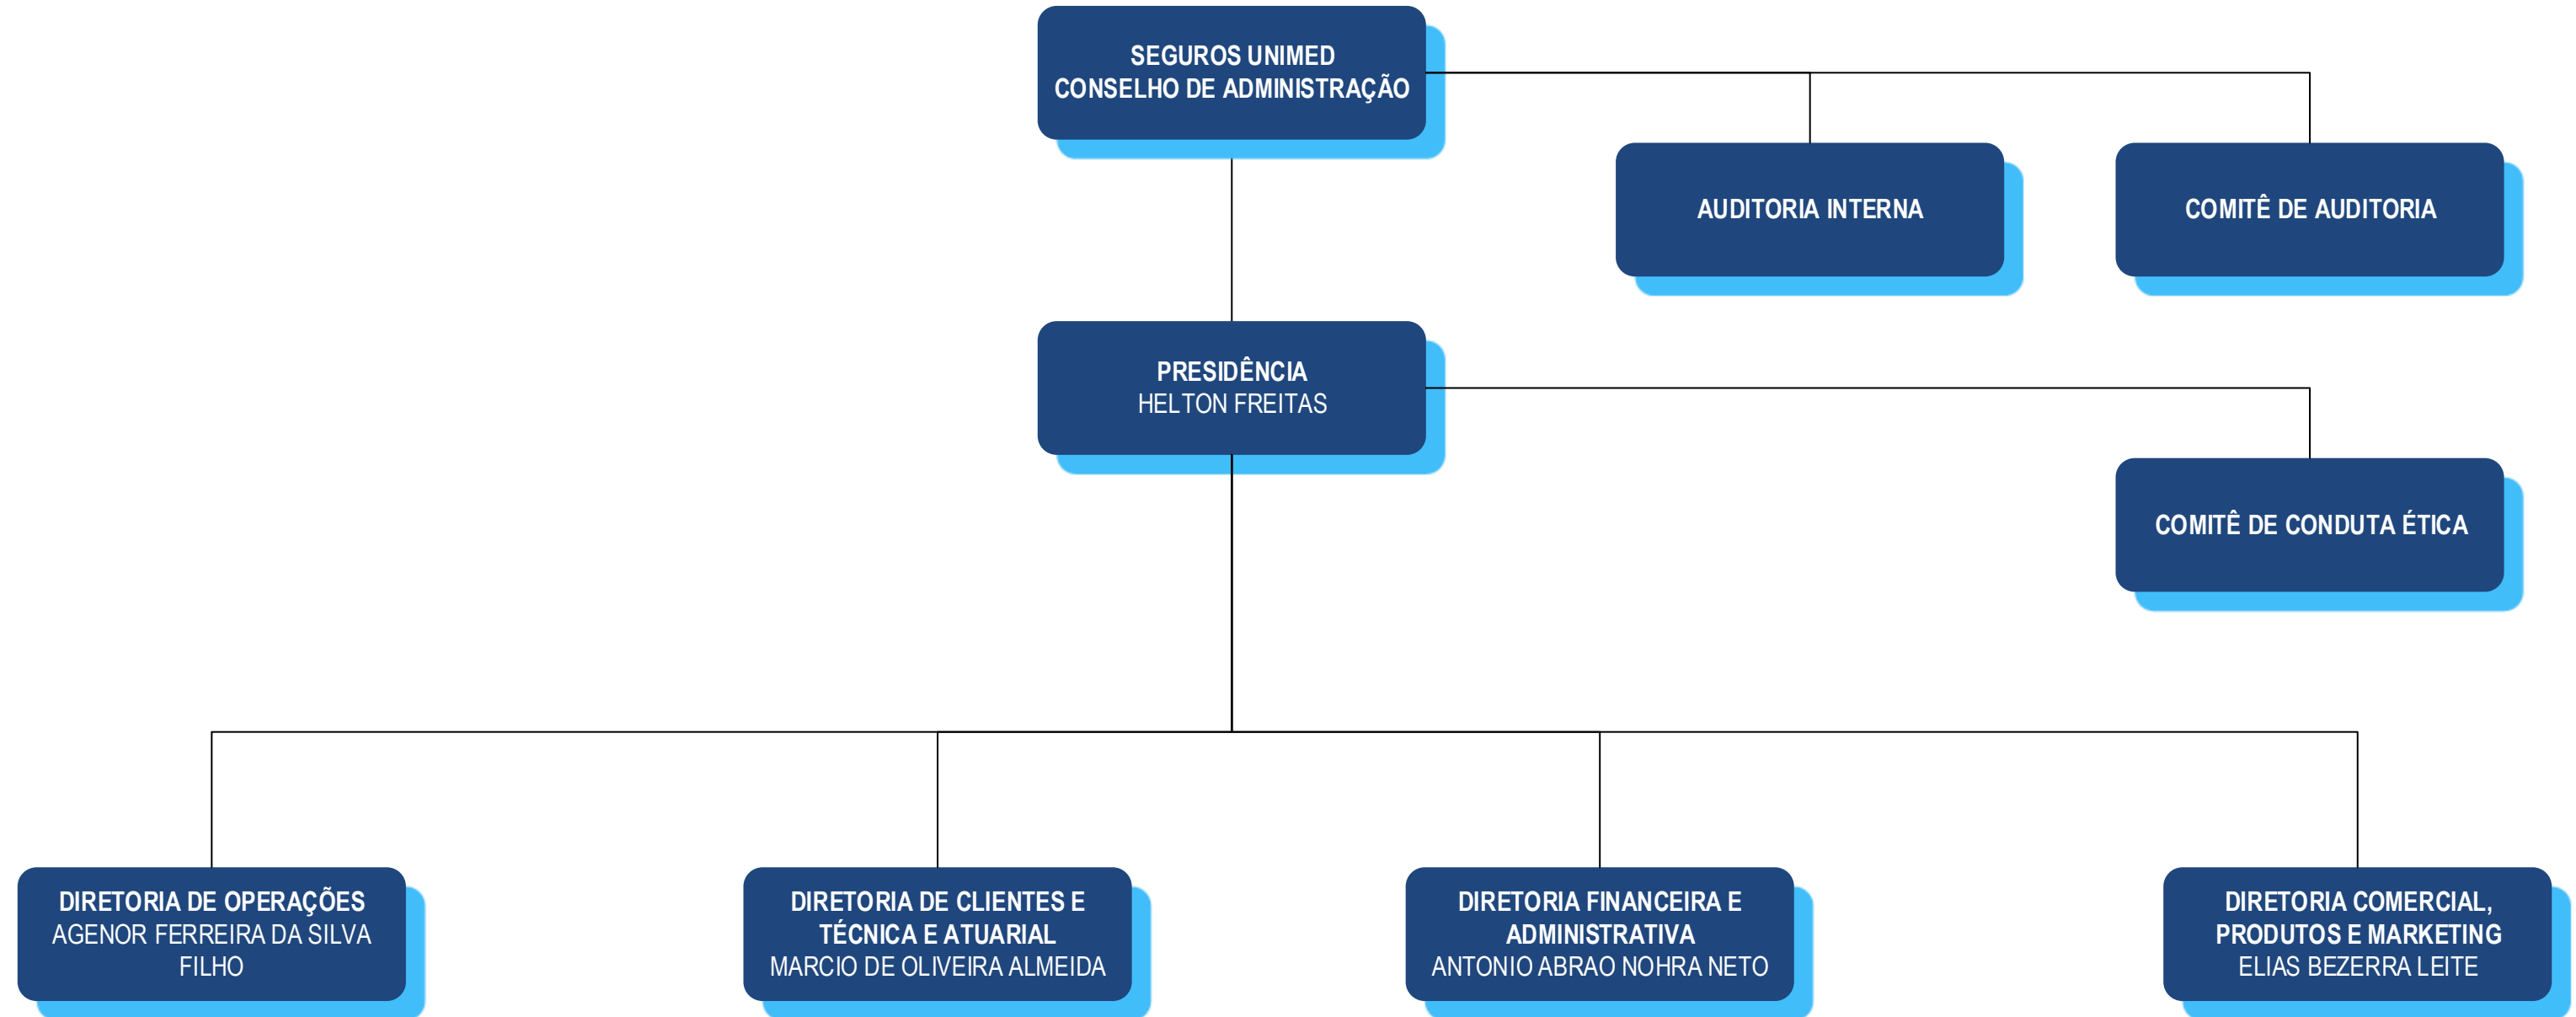 SEGUROS UNIMED
CONSELHO DE ADMINISTRAÇÃO
AUDITORIA INTERNA
COMITÊ DE AUDITORIA
PRESIDÊNCIA
HELTON FREITAS
COMITÊ DE CONDUTA ÉTICA
DIRETORIA DE OPERAÇÕES
AGENOR FERREIRA DA SILVA
FILHO
DIRETORIA DE CLIENTES E
TÉCNICA E ATUARIAL
MARCIO DE OLIVEIRA ALMEIDA
DIRETORIA FINANCEIRA E
ADMINISTRATIVA
ANTONIO ABRAO NOHRA NETO
DIRETORIA COMERCIAL,
PRODUTOS E MARKETING
ELIAS BEZERRA LEITE